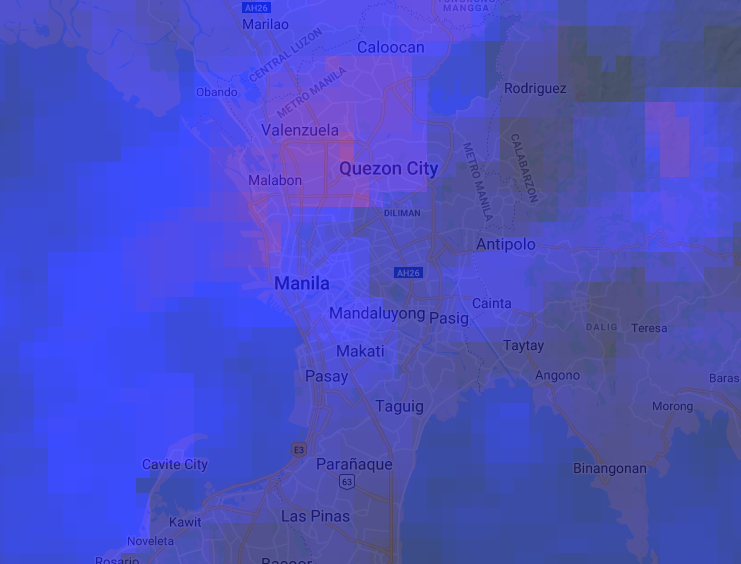 AH26
MANGGA
Marilao
CENTRAL LUZON
Caloocan
METRO MANILA
Obando
Rodriguez
Valenzuela
CALABARZON
METRO MANILA
Quezon City
Malabon
DILIMAN
Antipolo
AH26
Manila
Cainta
Mandaluyong
Pasig
DALIG
Teresa
Makati
Taytay
Pasay
Angono
Baras
Taguig
Morong
E3
Cavite City
Parañaque
Binangonan
63
Kawit
Las Pinas
Noveleta
Rosario
Bacoor